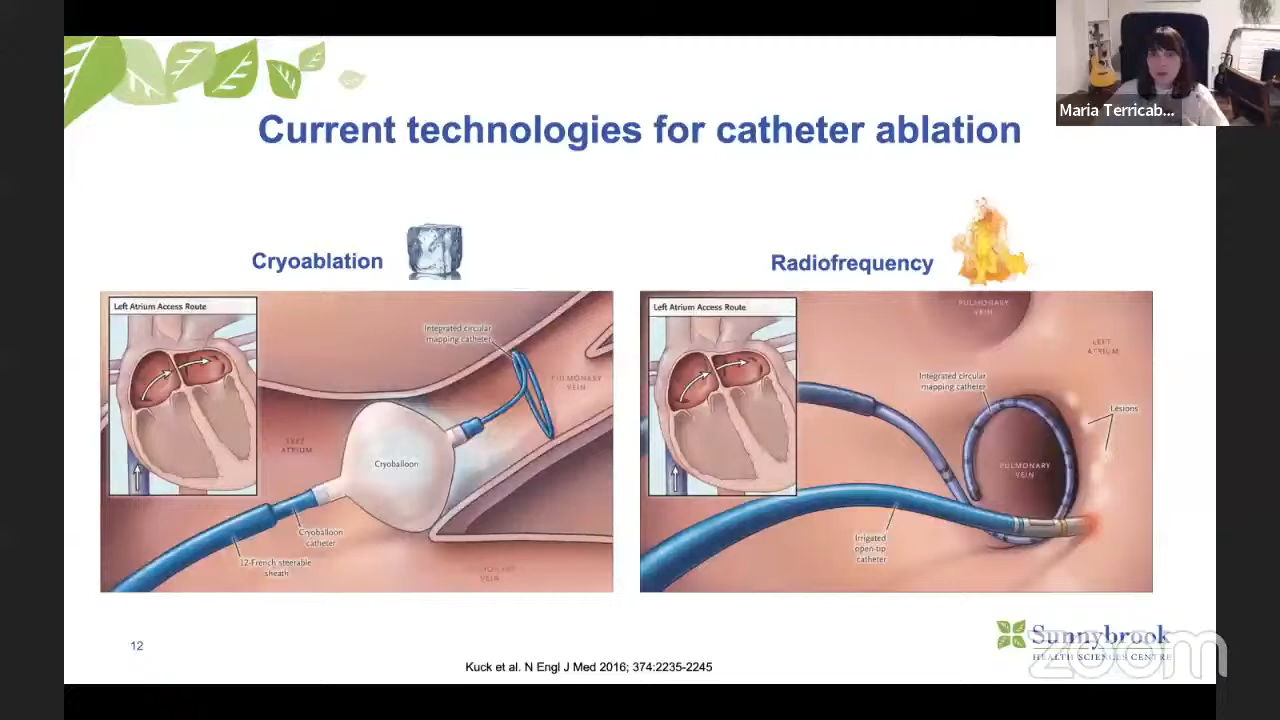 Maria Terricab...
Current technologies for catheter ablation
Cryoablation
Radiofrequency
Left Atrium Access Route
Integrated circular
mapping catheter
PULMONARY
VEIN
LEFT
ATRIUM
Cryoballoon
Cryoballoon
catheter
12-French steerable
sheath
PULMONARY
VEIN
Left Atrium Access Route
PULMONARY
VEIN
LEFT
ATRIUM
Integrated circular
mapping catheter
Lesions
PULMONARY
VEIN
Irrigated
open-tip
catheter
12
Kuck et al. N Engl J Med 2016; 374:2235-2245
Sunnybrook
HEALTH SCIENCES CENTRE
zoom